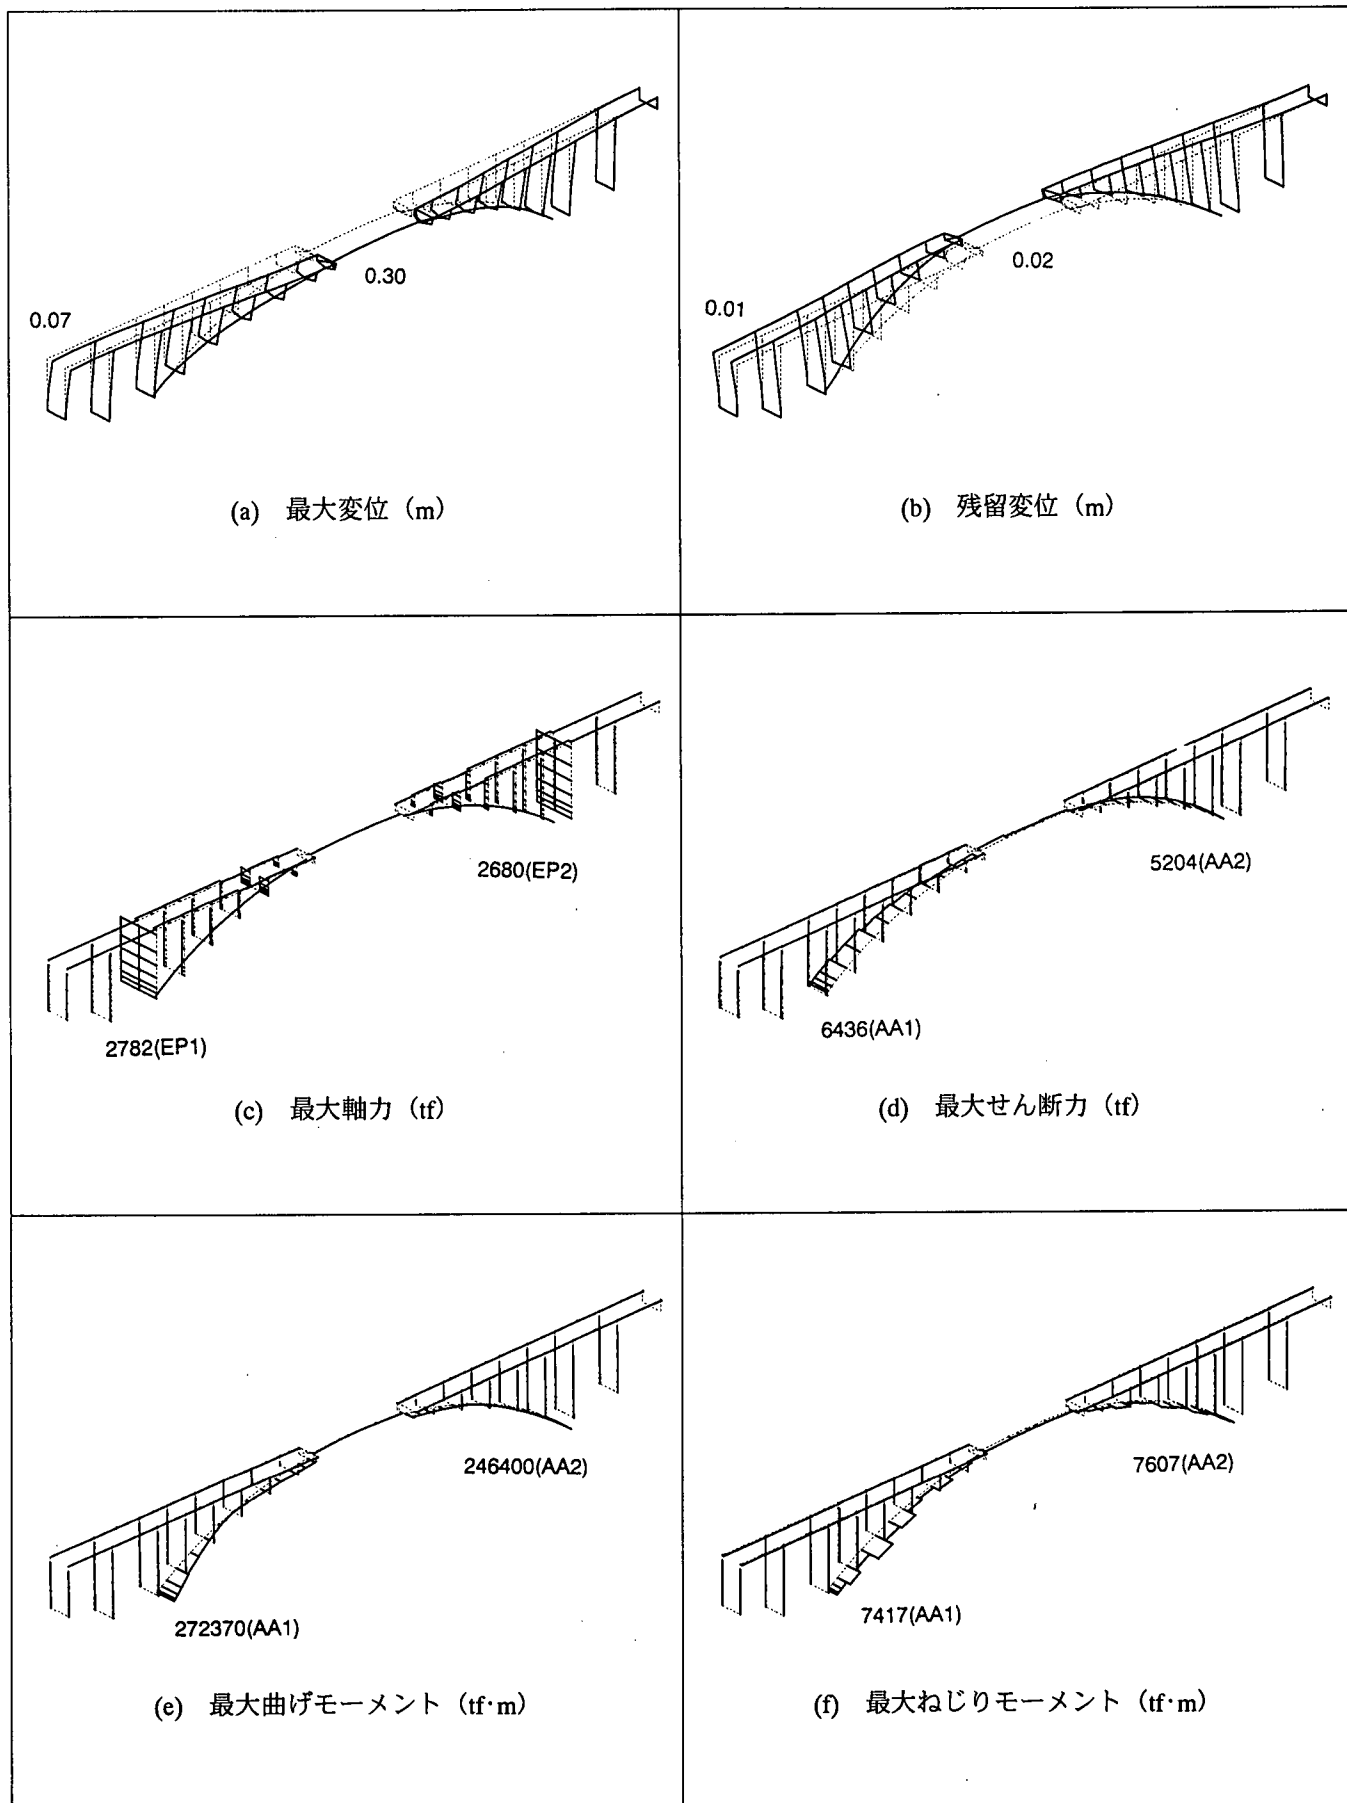 0.07
0.30
(a) 最大変位（m）
0.01
0.02
(b) 残留変位（m）
2680(EP2)
2782(EP1)
(c) 最大軸力（tf）
5204(AA2)
6436(AA1)
(d) 最大せん断力（tf）
246400(AA2)
272370(AA1)
(e) 最大曲げモーメント（tf·m）
7607(AA2)
7417(AA1)
(f) 最大ねじりモーメント（tf·m）